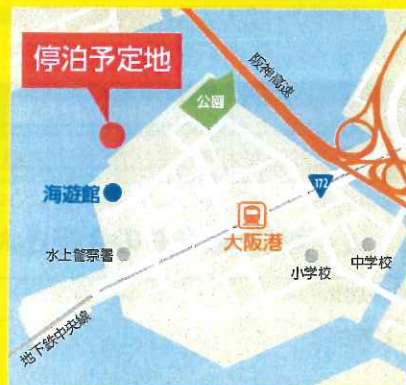 停泊予定地
公園
阪神高速
海遊館
172
大阪港
水上警察署
小学校
中学校
地下鉄中央線